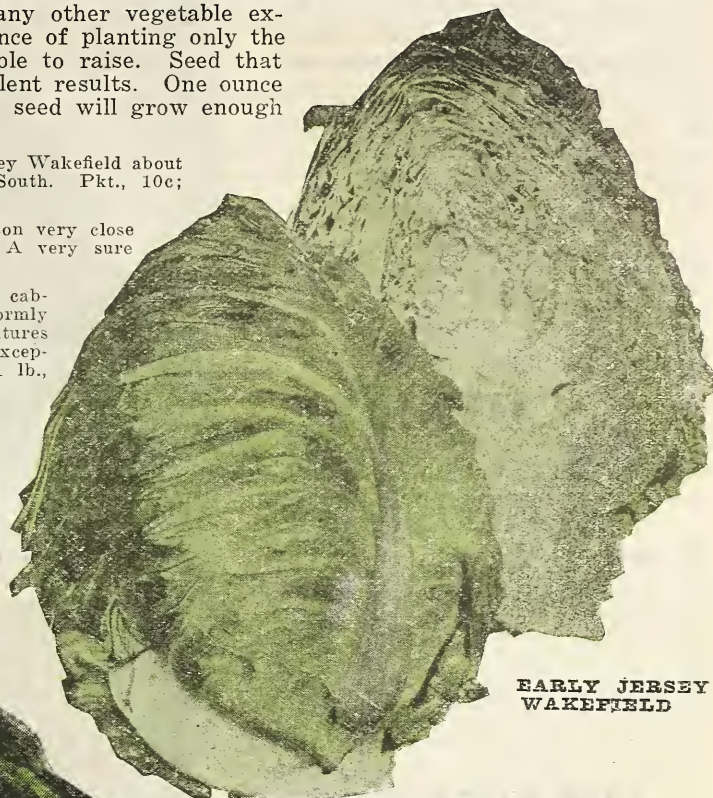 any other vegetable ex-
nce of planting only the
ble to raise. Seed that
lent results. One ounce
seed will grow enough
ey Wakefield about
South. Pkt., 10c;
on very close
A very sure
cab-
ormly
tures
xcep-
lb.,
EARLY JERSEY
WAKEFIELD